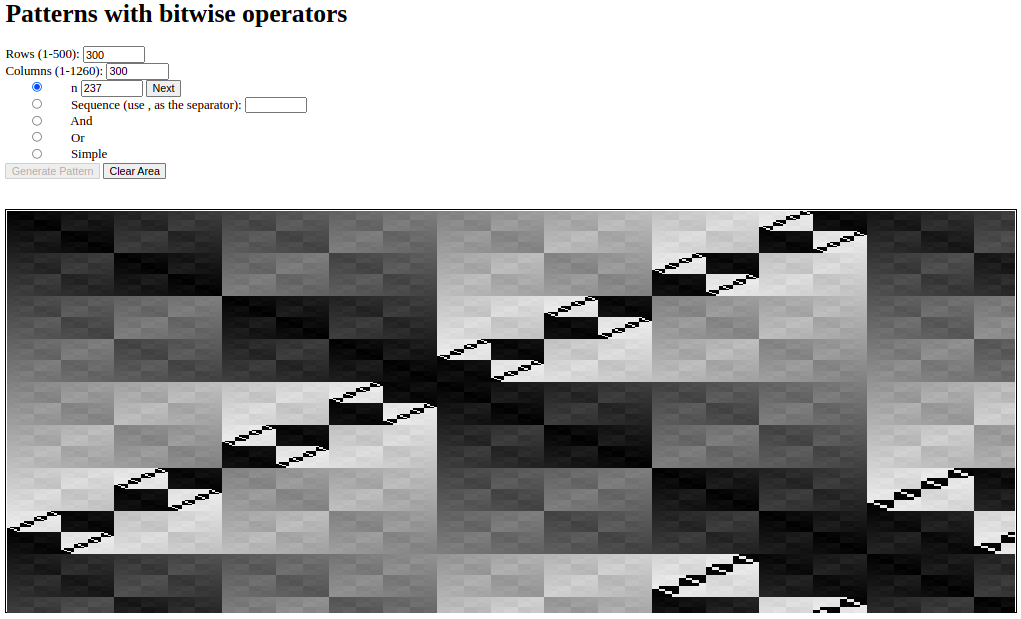 Patterns with bitwise operators
Rows (1-500): 300
Columns (1-1260): 300
n 237 Next
Sequence (use , as the separator):
And
Or
Simple
Generate Pattern Clear Area